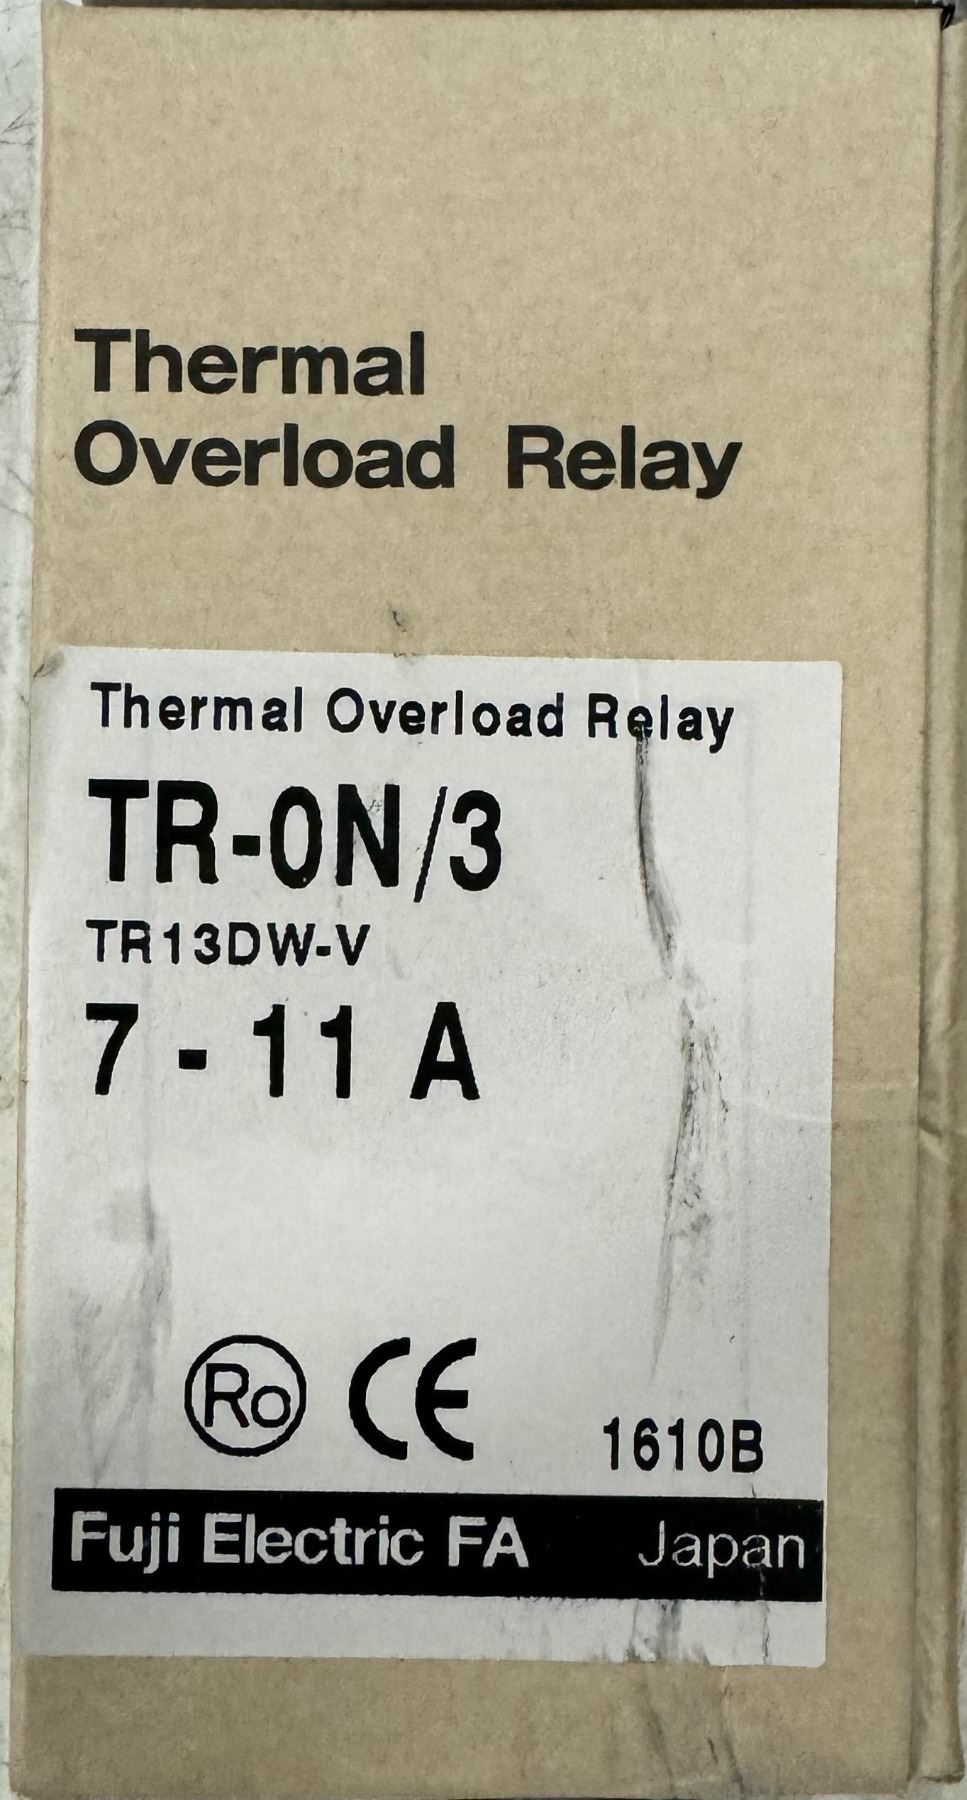 Thermal
Overload Relay
Thermal Overload Relay
TR-0N/3
TR13DW-V
7 - 11 A
Ro CE
1610B
Fuji Electric FA Japan